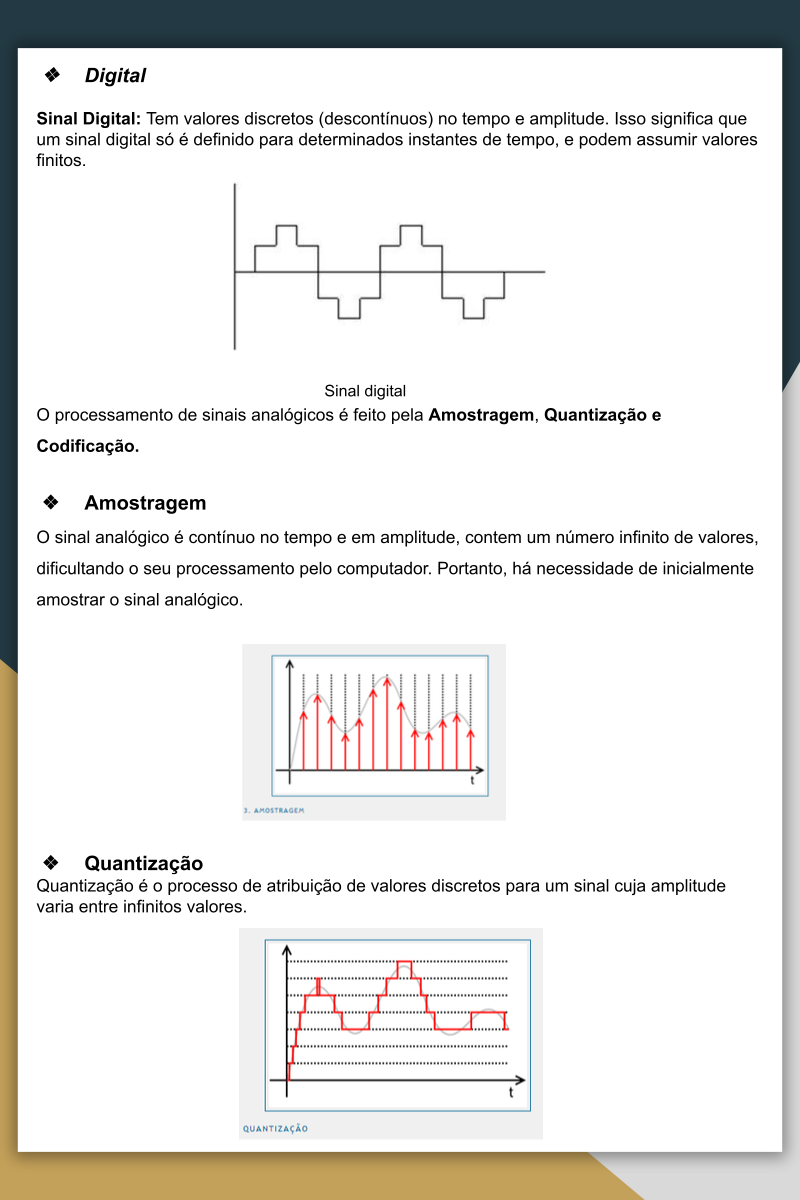 ❖ Digital
Sinal Digital: Tem valores discretos (descontínuos) no tempo e amplitude. Isso significa que
um sinal digital só é definido para determinados instantes de tempo, e podem assumir valores
finitos.
Sinal digital
O processamento de sinais analógicos é feito pela Amostragem, Quantização e
Codificação.
❖ Amostragem
O sinal analógico é contínuo no tempo e em amplitude, contem um número infinito de valores,
dificultando o seu processamento pelo computador. Portanto, há necessidade de inicialmente
amostrar o sinal analógico.
t
3. AMOSTRAGEM
❖ Quantização
Quantização é o processo de atribuição de valores discretos para um sinal cuja amplitude
varia entre infinitos valores.
t
QUANTIZAÇÃO